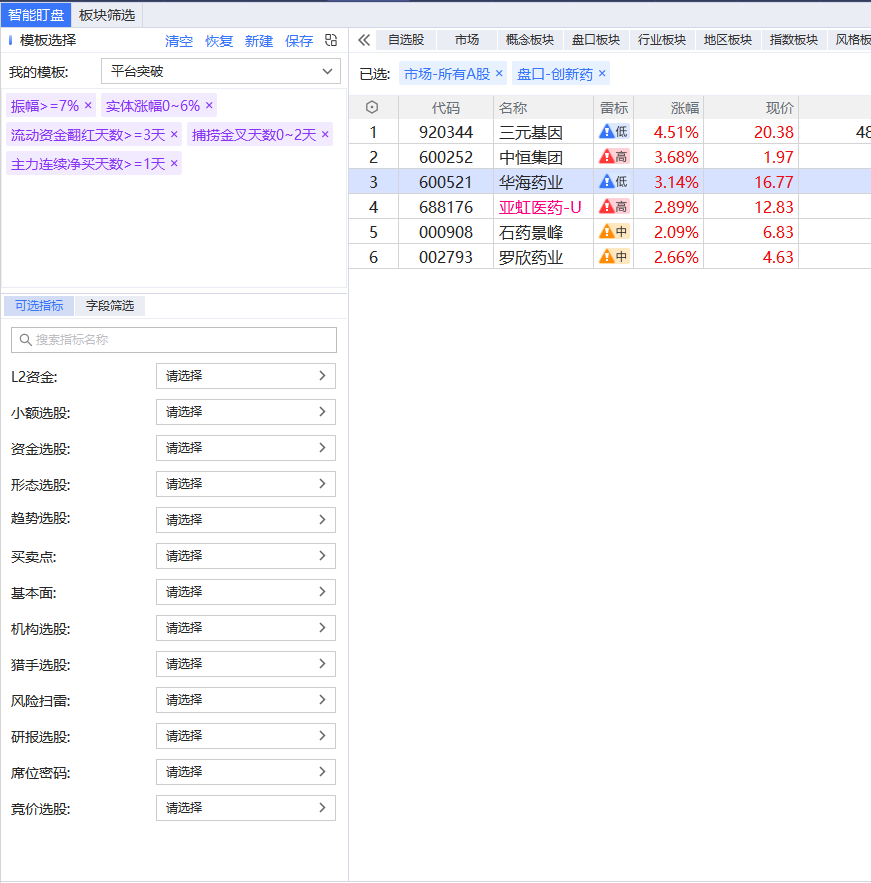 智能盯盘 板块筛选
模板选择 清空 恢复 新建 保存
我的模板: 平台突破
振幅>=7% × 实体涨幅0~6% ×
流动资金翻红天数>=3天 × 捕捞金叉天数0~2天 ×
主力连续净买天数>=1天 ×
可选指标 字段筛选
搜索指标名称
L2资金: 请选择
小额选股: 请选择
资金选股: 请选择
形态选股: 请选择
趋势选股: 请选择
买卖点: 请选择
基本面: 请选择
机构选股: 请选择
猎手选股: 请选择
风险扫雷: 请选择
研报选股: 请选择
席位密码: 请选择
竞价选股: 请选择
自选股 市场 概念板块 盘口板块 行业板块 地区板块 指数板块 风格板
已选: 市场-所有A股 × 盘口-创新药 ×
代码 名称 雷标 涨幅 现价
1 920344 三元基因 低 4.51% 20.38 48
2 600252 中恒集团 高 3.68% 1.97
3 600521 华海药业 低 3.14% 16.77
4 688176 亚虹医药-U 高 2.89% 12.83
5 000908 石药景峰 中 2.09% 6.83
6 002793 罗欣药业 中 2.66% 4.63